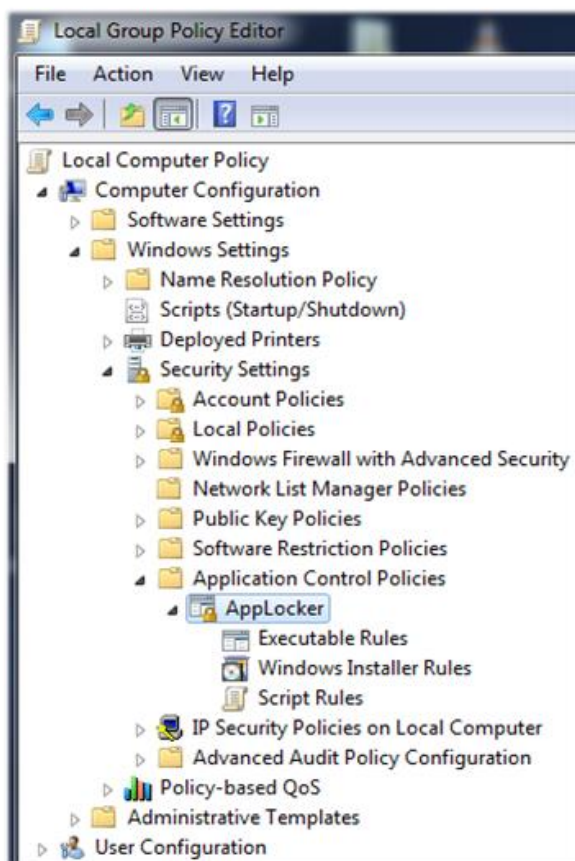 Local Group Policy Editor
File Action View Help
Local Computer Policy
Computer Configuration
Software Settings
Windows Settings
Name Resolution Policy
Scripts (Startup/Shutdown)
Deployed Printers
Security Settings
Account Policies
Local Policies
Windows Firewall with Advanced Security
Network List Manager Policies
Public Key Policies
Software Restriction Policies
Application Control Policies
AppLocker
Executable Rules
Windows Installer Rules
Script Rules
IP Security Policies on Local Computer
Advanced Audit Policy Configuration
Policy-based QoS
Administrative Templates
User Configuration